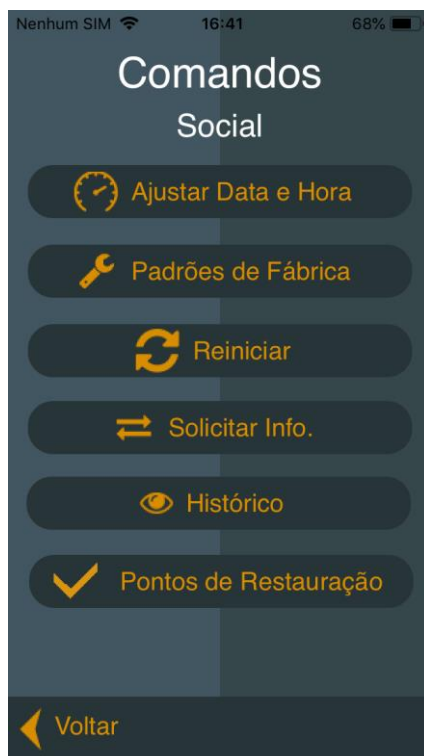 Nenhum SIM 16:41 68%
Comandos
Social
Ajustar Data e Hora
Padrões de Fábrica
Reiniciar
Solicitar Info.
Histórico
Pontos de Restauração
Voltar